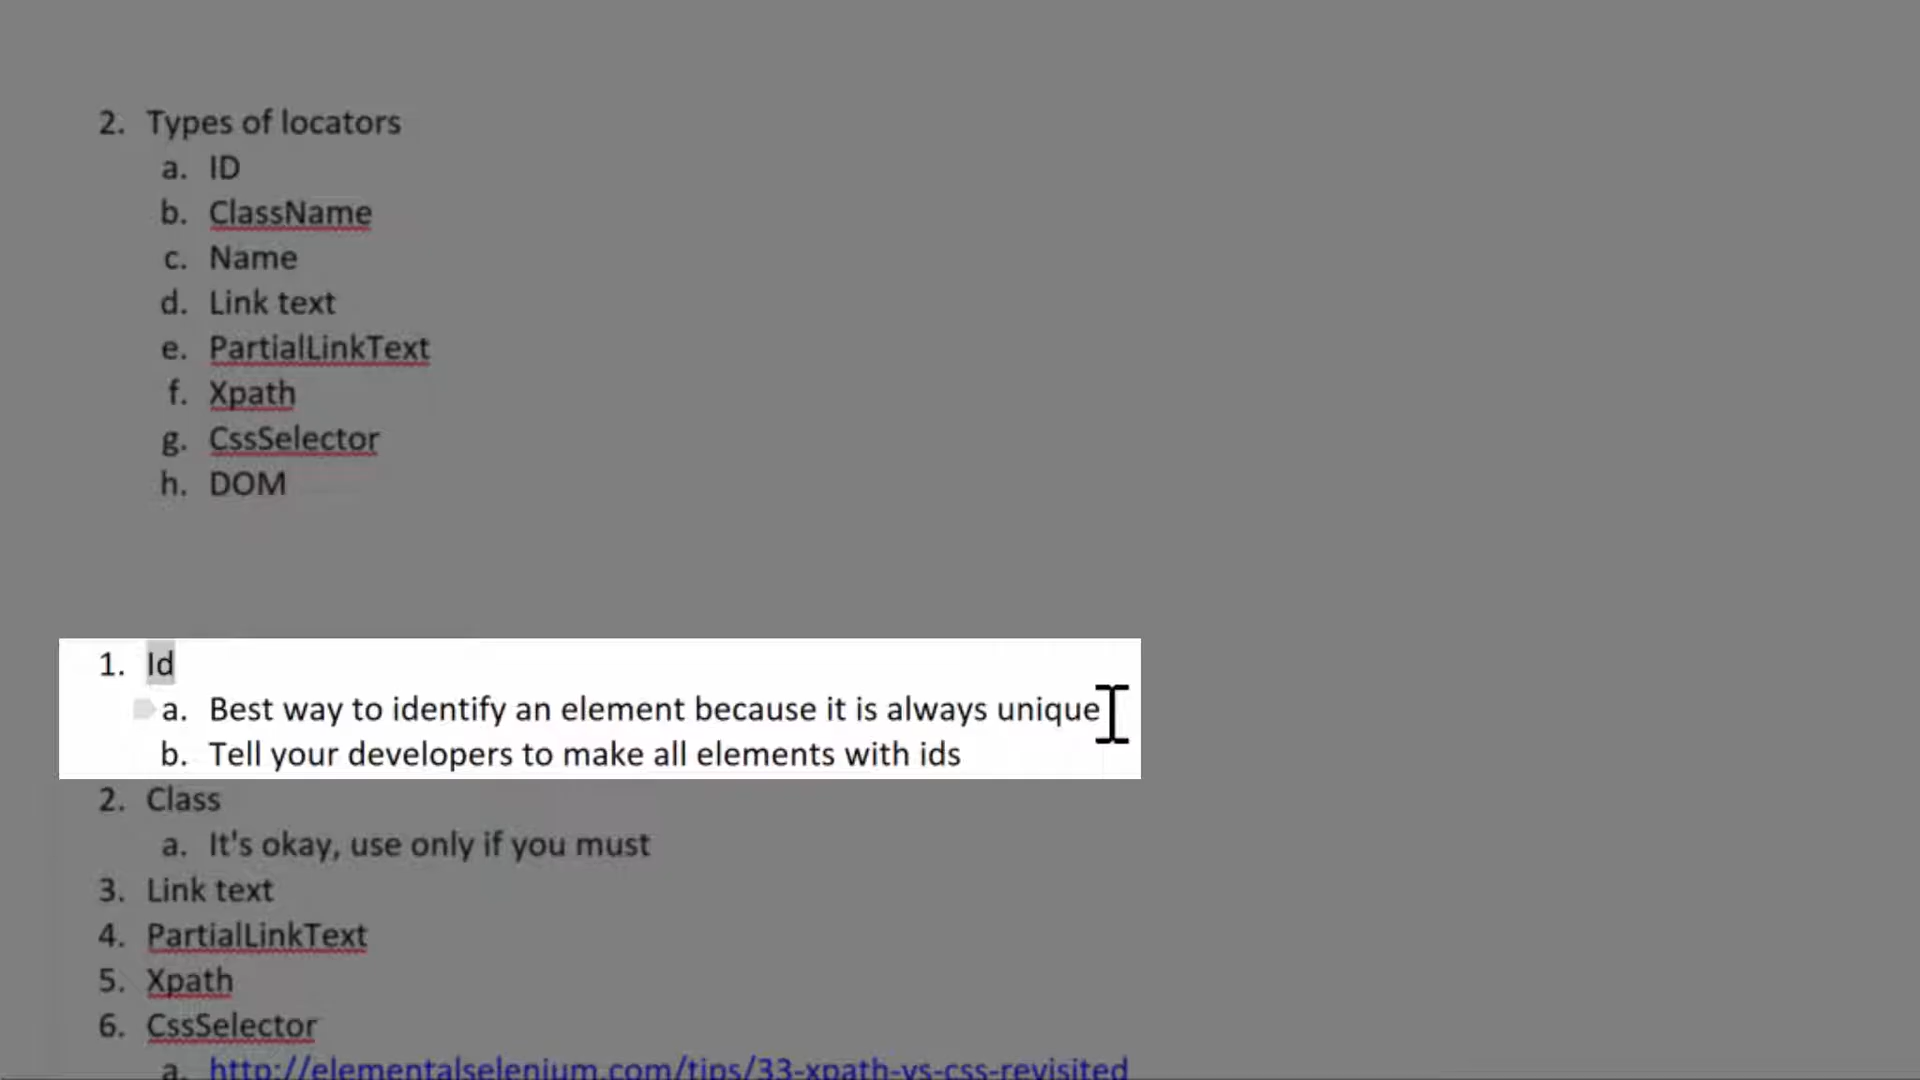 2. Types of locators
a. ID
b. ClassName
c. Name
d. Link text
e. PartialLinkText
f. Xpath
g. CssSelector
h. DOM
1. Id
a. Best way to identify an element because it is always unique
b. Tell your developers to make all elements with ids
2. Class
a. It's okay, use only if you must
3. Link text
4. PartialLinkText
5. Xpath
6. CssSelector
a. http://elementalselenium.com/tips/33-xpath-vs-css-revisited